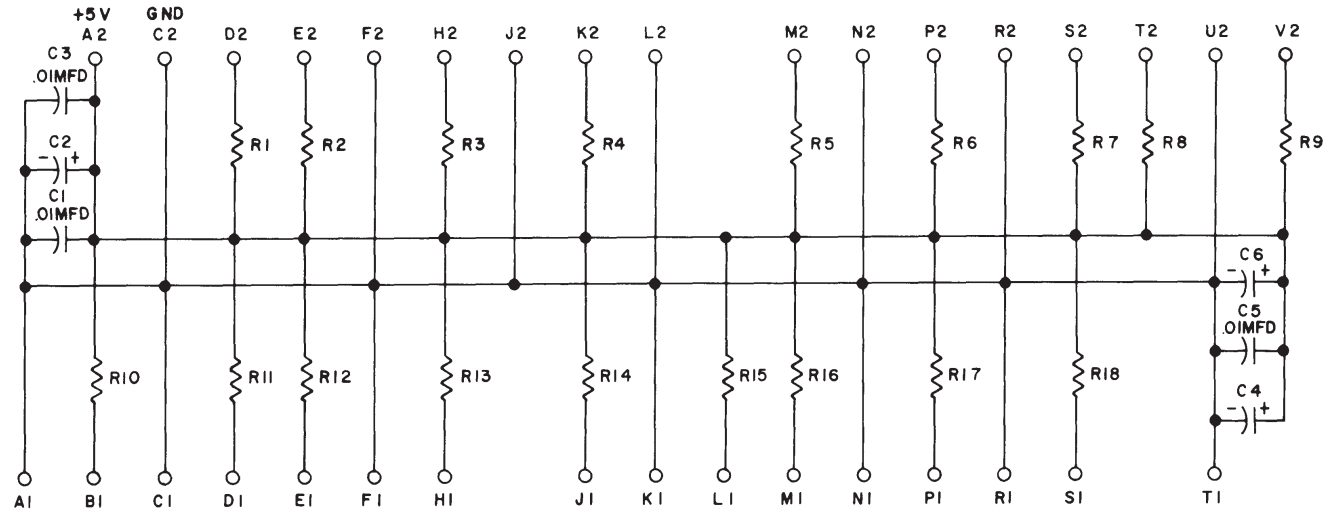 +5V GND
A2 C2 D2 E2 F2 H2 J2 K2 L2 M2 N2 P2 R2 S2 T2 U2 V2
C3
.01MFD
C2
- +
C1
.01MFD
R1 R2 R3 R4 R5 R6 R7 R8 R9
C6
- +
C5
.01MFD
C4
- +
R10 R11 R12 R13 R14 R15 R16 R17 R18
A1 B1 C1 D1 E1 F1 H1 J1 K1 L1 M1 N1 P1 R1 S1 T1